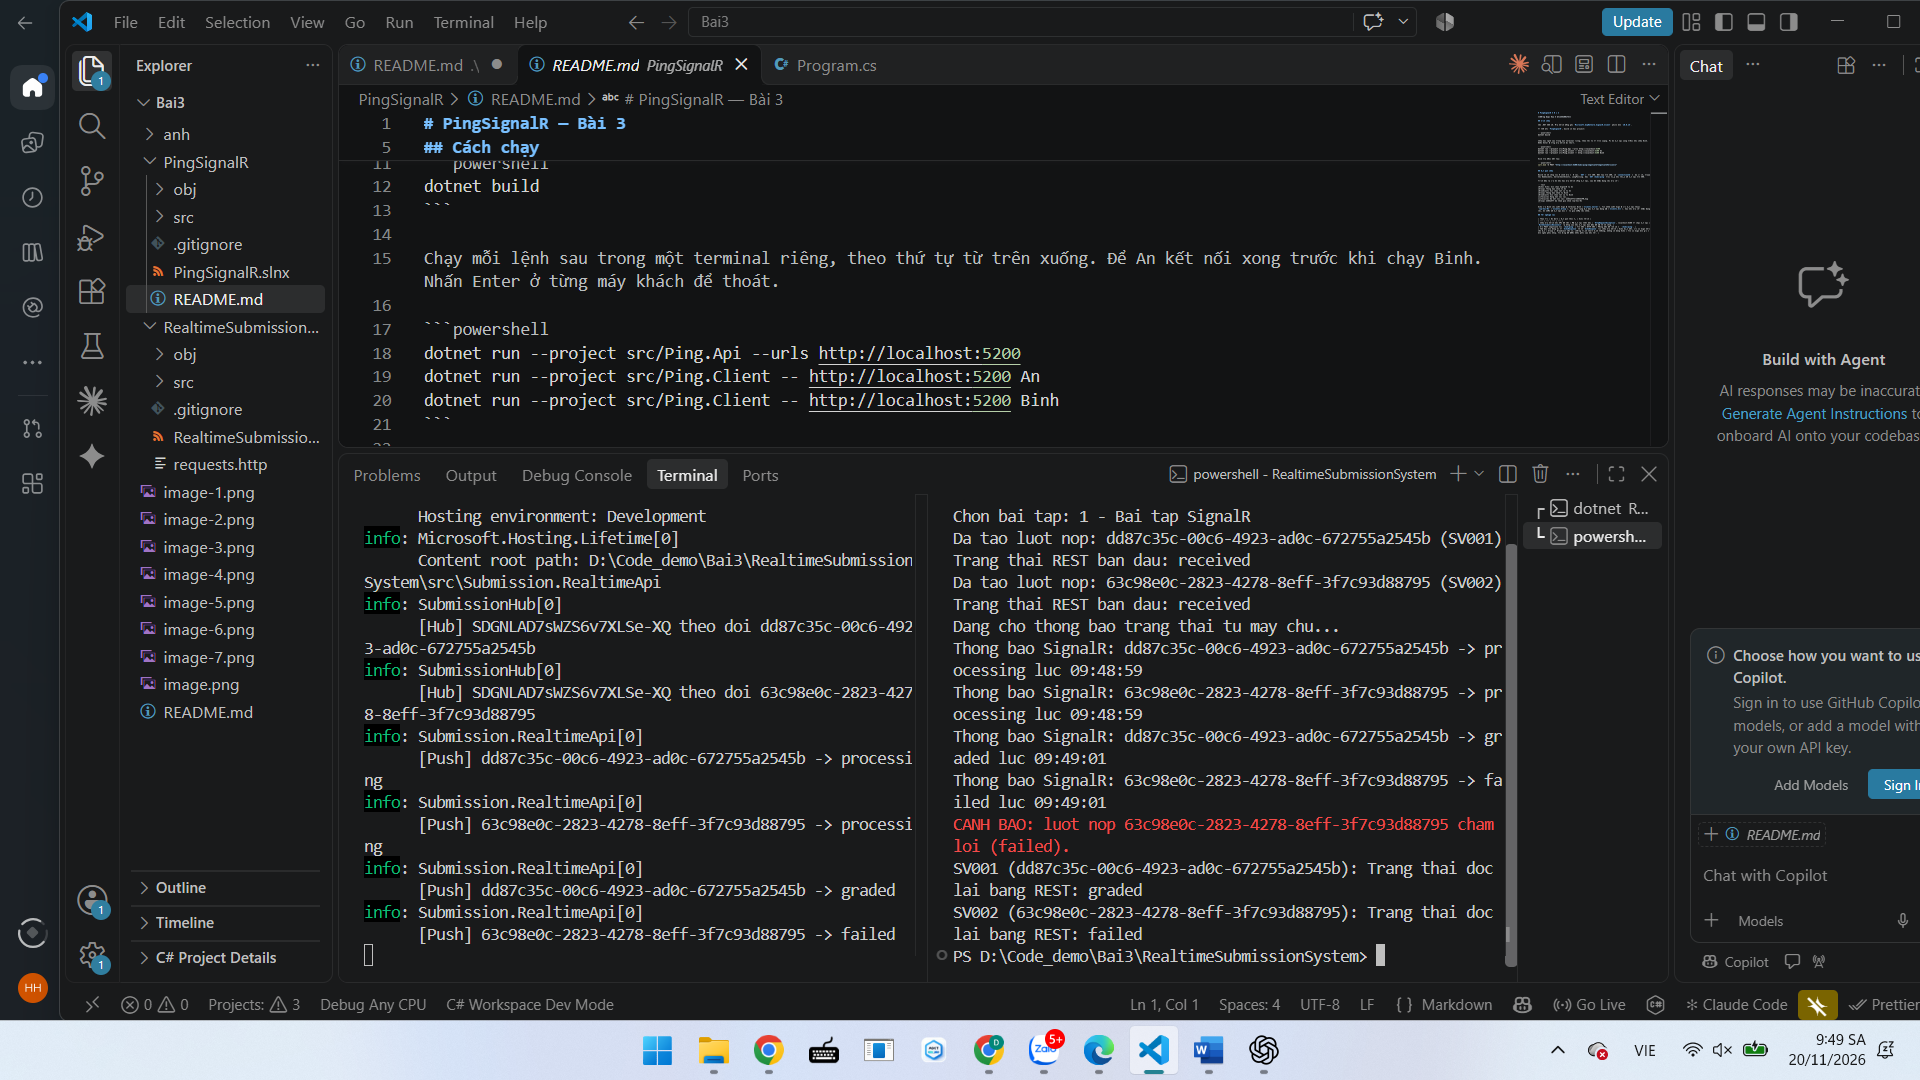 File Edit Selection View Go Run Terminal Help
Bai3
Update
Explorer
README.md .\
README.md PingSignalR
Program.cs
Chat
Bai3
anh
PingSignalR
obj
src
.gitignore
PingSignalR.slnx
README.md
RealtimeSubmission...
obj
src
.gitignore
RealtimeSubmissio...
requests.http
image-1.png
image-2.png
image-3.png
image-4.png
image-5.png
image-6.png
image-7.png
image.png
README.md
Outline
Timeline
C# Project Details
PingSignalR > README.md > # PingSignalR — Bài 3
Text Editor
1 # PingSignalR — Bài 3
5 ## Cách chạy
11 ```powershell
12 dotnet build
13 ```
14
15 Chạy mỗi lệnh sau trong một terminal riêng, theo thứ tự từ trên xuống. Để An kết nối xong trước khi chạy Binh.
Nhấn Enter ở từng máy khách để thoát.
16
17 ```powershell
18 dotnet run --project src/Ping.Api --urls http://localhost:5200
19 dotnet run --project src/Ping.Client -- http://localhost:5200 An
20 dotnet run --project src/Ping.Client -- http://localhost:5200 Binh
21 ```
Problems Output Debug Console Terminal Ports
powershell - RealtimeSubmissionSystem
Hosting environment: Development
info: Microsoft.Hosting.Lifetime[0]
Content root path: D:\Code_demo\Bai3\RealtimeSubmission
System\src\Submission.RealtimeApi
info: SubmissionHub[0]
[Hub] SDGNLAD7sWZS6v7XLSe-XQ theo doi dd87c35c-00c6-492
3-ad0c-672755a2545b
info: SubmissionHub[0]
[Hub] SDGNLAD7sWZS6v7XLSe-XQ theo doi 63c98e0c-2823-427
8-8eff-3f7c93d88795
info: Submission.RealtimeApi[0]
[Push] dd87c35c-00c6-4923-ad0c-672755a2545b -> processi
ng
info: Submission.RealtimeApi[0]
[Push] 63c98e0c-2823-4278-8eff-3f7c93d88795 -> processi
ng
info: Submission.RealtimeApi[0]
[Push] dd87c35c-00c6-4923-ad0c-672755a2545b -> graded
info: Submission.RealtimeApi[0]
[Push] 63c98e0c-2823-4278-8eff-3f7c93d88795 -> failed
Chon bai tap: 1 - Bai tap SignalR
Da tao luot nop: dd87c35c-00c6-4923-ad0c-672755a2545b (SV001)
Trang thai REST ban dau: received
Da tao luot nop: 63c98e0c-2823-4278-8eff-3f7c93d88795 (SV002)
Trang thai REST ban dau: received
Dang cho thong bao trang thai tu may chu...
Thong bao SignalR: dd87c35c-00c6-4923-ad0c-672755a2545b -> pr
ocessing luc 09:48:59
Thong bao SignalR: 63c98e0c-2823-4278-8eff-3f7c93d88795 -> pr
ocessing luc 09:48:59
Thong bao SignalR: dd87c35c-00c6-4923-ad0c-672755a2545b -> gr
aded luc 09:49:01
Thong bao SignalR: 63c98e0c-2823-4278-8eff-3f7c93d88795 -> fa
iled luc 09:49:01
CANH BAO: luot nop 63c98e0c-2823-4278-8eff-3f7c93d88795 cham
loi (failed).
SV001 (dd87c35c-00c6-4923-ad0c-672755a2545b): Trang thai doc
lai bang REST: graded
SV002 (63c98e0c-2823-4278-8eff-3f7c93d88795): Trang thai doc
lai bang REST: failed
PS D:\Code_demo\Bai3\RealtimeSubmissionSystem>
dotnet R...
powersh...
Build with Agent
AI responses may be inaccurat
Generate Agent Instructions to
onboard AI onto your codebas
Choose how you want to us
Copilot.
Sign in to use GitHub Copilo
models, or add a model with
your own API key.
Add Models
Sign I
README.md
Chat with Copilot
Models
Copilot
1
1
1
HH
0 0 Projects: 3 Debug Any CPU C# Workspace Dev Mode
Ln 1, Col 1 Spaces: 4 UTF-8 LF { } Markdown Go Live Claude Code Prettier
5+
Zalo
VIE
9:49 SA
20/11/2026